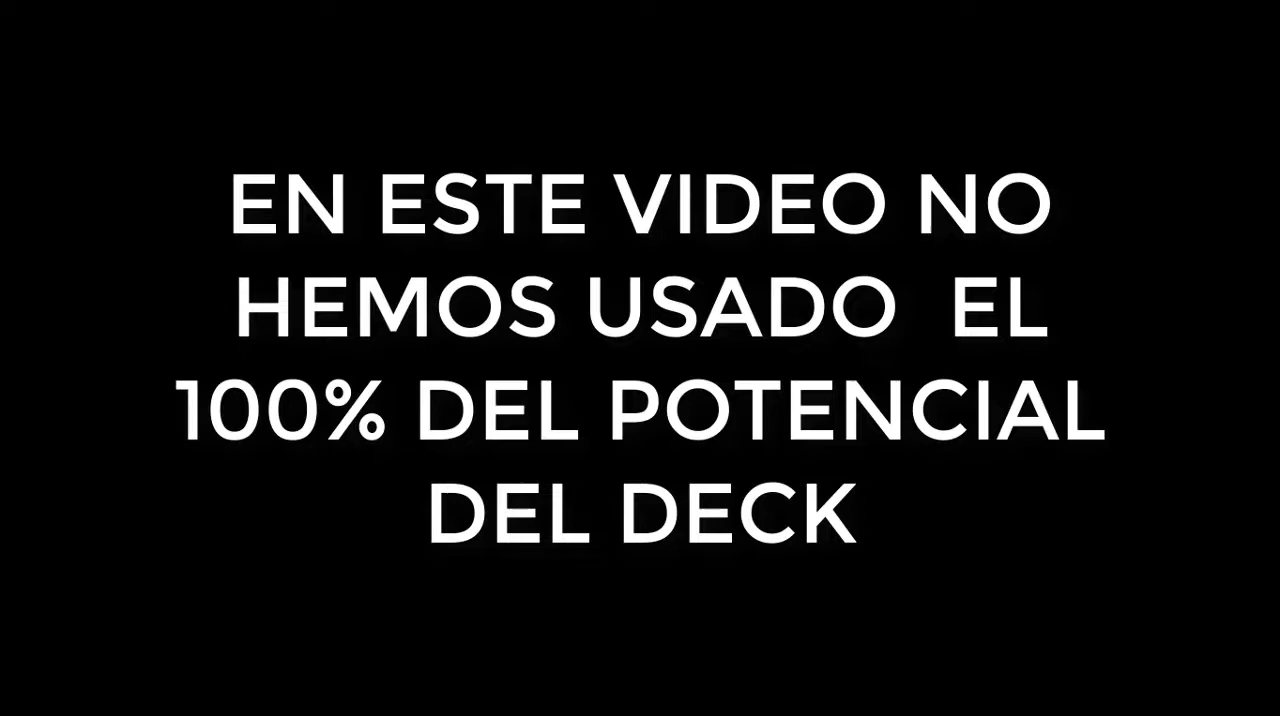 EN ESTE VIDEO NO
HEMOS USADO  EL
100% DEL POTENCIAL
DEL DECK